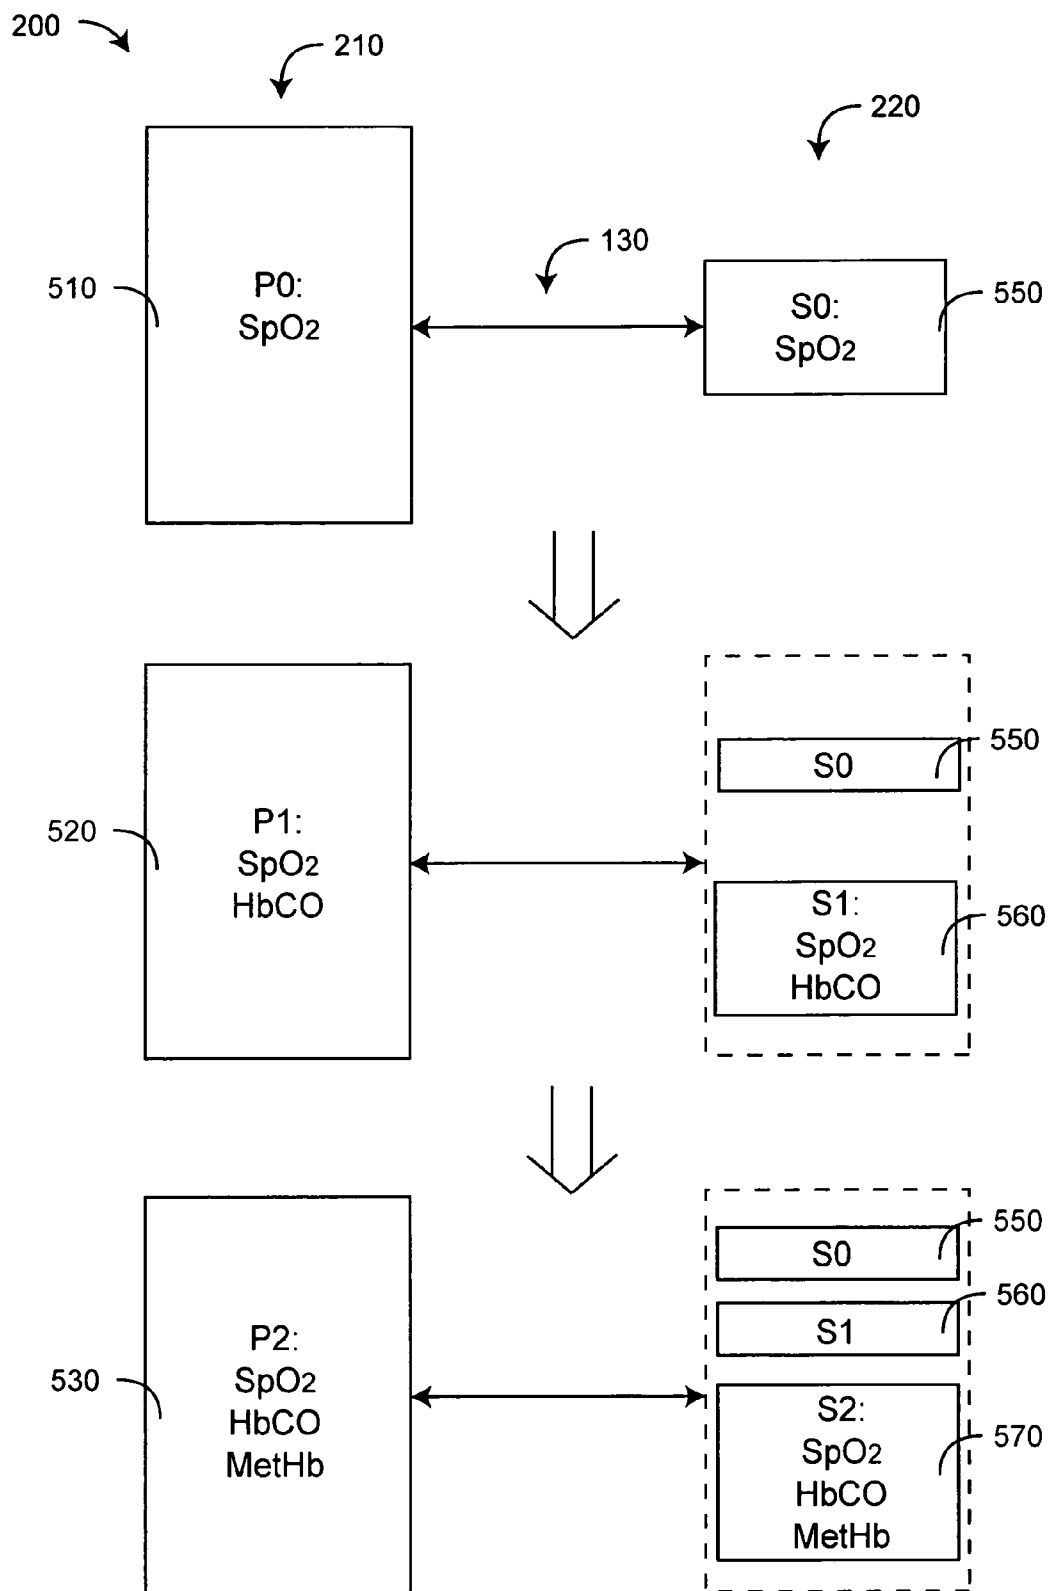 200
210
220
130
510
P0:
SpO2
S0:
SpO2
550
520
P1:
SpO2
HbCO
S0
550
S1:
SpO2
HbCO
560
530
P2:
SpO2
HbCO
MetHb
S0
550
S1
560
S2:
SpO2
HbCO
MetHb
570